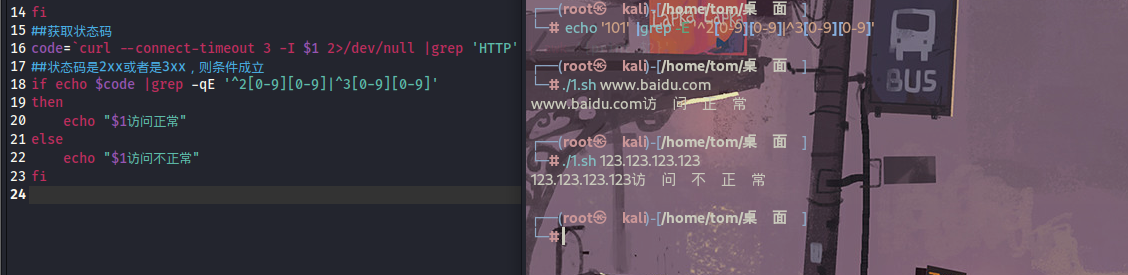 14 fi
15 ##获取状态码
16 code=`curl --connect-timeout 3 -I $1 2>/dev/null |grep 'HTTP'
17 ##状态码是2xx或者是3xx，则条件成立
18 if echo $code |grep -qE '^2[0-9][0-9]|^3[0-9][0-9]'
19 then
20     echo "$1访问正常"
21 else
22     echo "$1访问不正常"
23 fi
24
┌──(root㉿kali)-[/home/tom/桌面]
└─# echo '101' |grep -E '^2[0-9][0-9]|^3[0-9][0-9]'
┌──(root㉿kali)-[/home/tom/桌面]
└─# ./1.sh www.baidu.com
www.baidu.com访问正常
┌──(root㉿kali)-[/home/tom/桌面]
└─# ./1.sh 123.123.123.123
123.123.123.123访问不正常
┌──(root㉿kali)-[/home/tom/桌面]
└─#
BUS